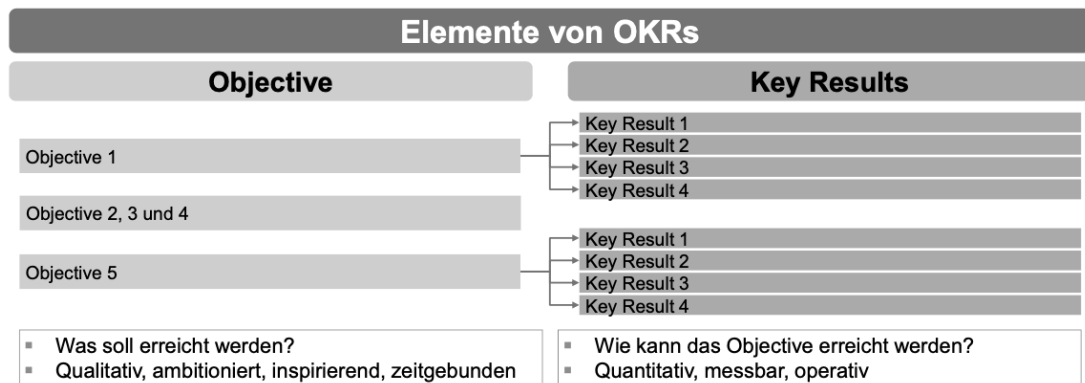 Elemente von OKRs
Objective
Key Results
Objective 1
Key Result 1
Key Result 2
Key Result 3
Key Result 4
Objective 2, 3 und 4
Objective 5
Key Result 1
Key Result 2
Key Result 3
Key Result 4
▪ Was soll erreicht werden?
▪ Qualitativ, ambitioniert, inspirierend, zeitgebunden
▪ Wie kann das Objective erreicht werden?
▪ Quantitativ, messbar, operativ